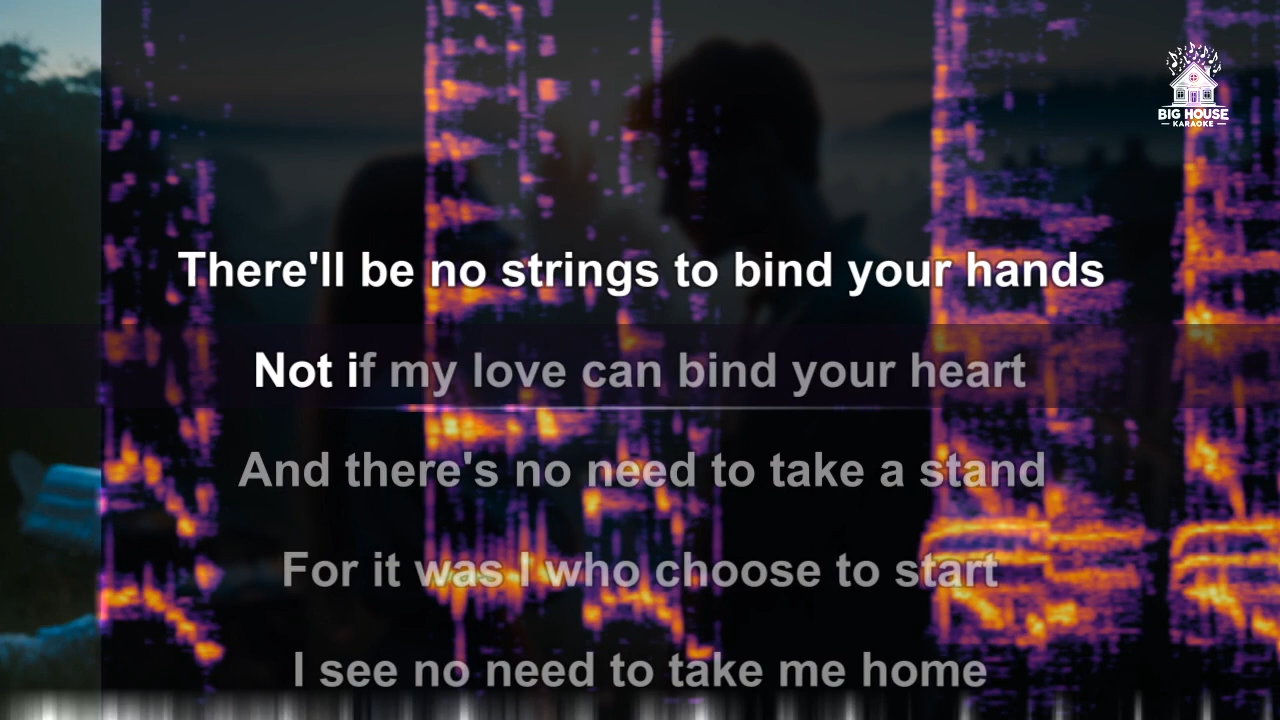 BIG HOUSE
KARAOKE
There'll be no strings to bind your hands
Not if my love can bind your heart
And there's no need to take a stand
For it was I who choose to start
I see no need to take me home